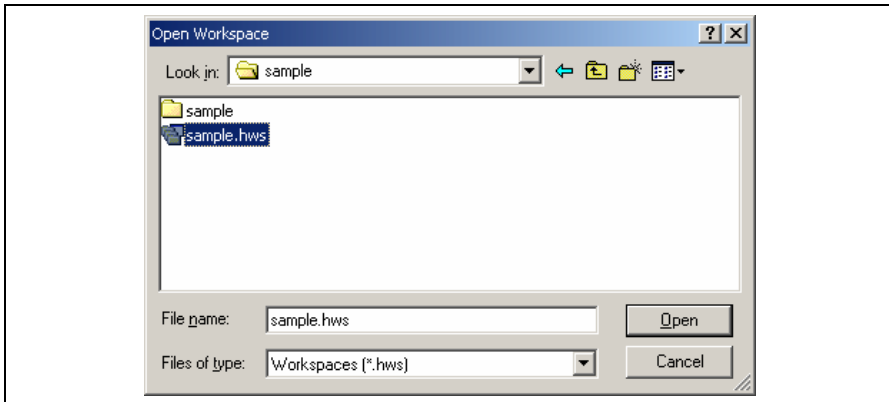 Open Workspace
Look in: sample
sample
sample.hws
File name: sample.hws
Open
Files of type: Workspaces (*.hws)
Cancel